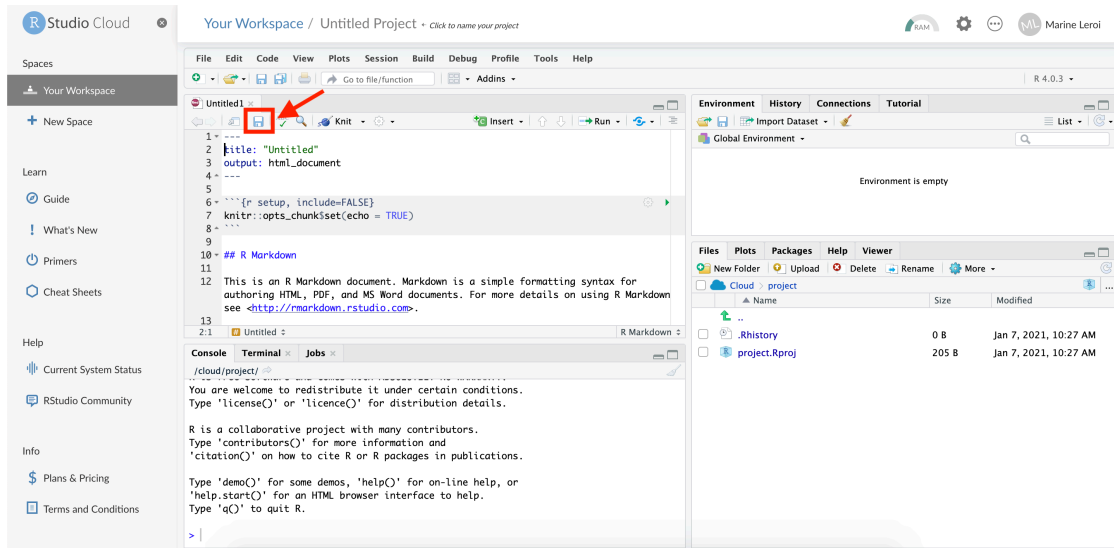 R Studio Cloud
Your Workspace / Untitled Project
Click to name your project
RAM
ML
Marine Leroi
Spaces
Your Workspace
New Space
Learn
Guide
What's New
Primers
Cheat Sheets
Help
Current System Status
RStudio Community
Info
Plans & Pricing
Terms and Conditions
File Edit Code View Plots Session Build Debug Profile Tools Help
Go to file/function
Addins
R 4.0.3
Untitled1
Knit
Insert
Run
1 ---
2 title: "Untitled"
3 output: html_document
4 ---
5
6 ```{r setup, include=FALSE}
7 knitr::opts_chunk$set(echo = TRUE)
8 ```
9
10 ## R Markdown
11
12 This is an R Markdown document. Markdown is a simple formatting syntax for
authoring HTML, PDF, and MS Word documents. For more details on using R Markdown
see <http://rmarkdown.rstudio.com>.
13
2:1 # Untitled R Markdown
Console Terminal Jobs
/cloud/project/
You are welcome to redistribute it under certain conditions.
Type 'license()' or 'licence()' for distribution details.
R is a collaborative project with many contributors.
Type 'contributors()' for more information and
'citation()' on how to cite R or R packages in publications.
Type 'demo()' for some demos, 'help()' for on-line help, or
'help.start()' for an HTML browser interface to help.
Type 'q()' to quit R.
>
Environment History Connections Tutorial
Import Dataset
List
Global Environment
Environment is empty
Files Plots Packages Help Viewer
New Folder Upload Delete Rename More
Cloud > project
R ...
Name Size Modified
..
.Rhistory 0 B Jan 7, 2021, 10:27 AM
project.Rproj 205 B Jan 7, 2021, 10:27 AM